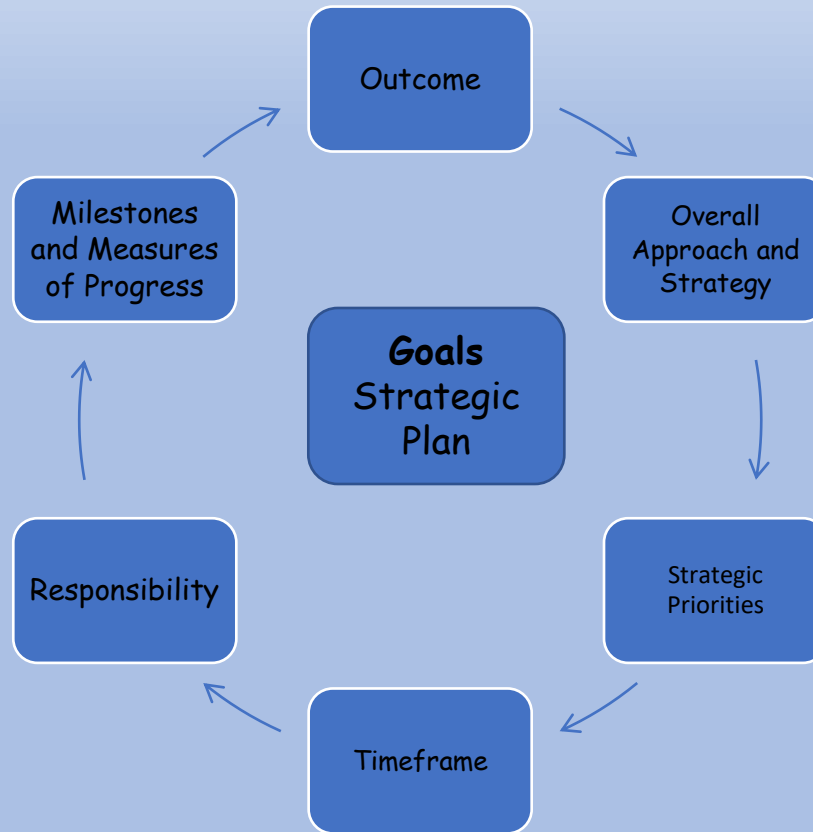 Outcome
Overall
Approach and
Strategy
Strategic
Priorities
Timeframe
Responsibility
Milestones
and Measures
of Progress
Goals
Strategic
Plan